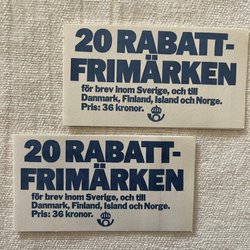 20 RABATT-
FRIMÄRKEN
för brev inom Sverige, och till
Danmark, Finland, Island och Norge.
Pris: 36 kronor.
20 RABATT-
FRIMÄRKEN
för brev inom Sverige, och till
Danmark, Finland, Island och Norge.
Pris: 36 kronor.